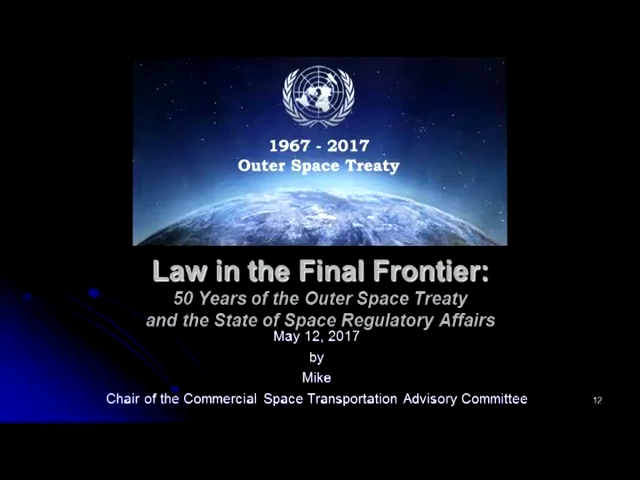 1967 - 2017
Outer Space Treaty
Law in the Final Frontier:
50 Years of the Outer Space Treaty
and the State of Space Regulatory Affairs
May 12, 2017
by
Mike
Chair of the Commercial Space Transportation Advisory Committee
12